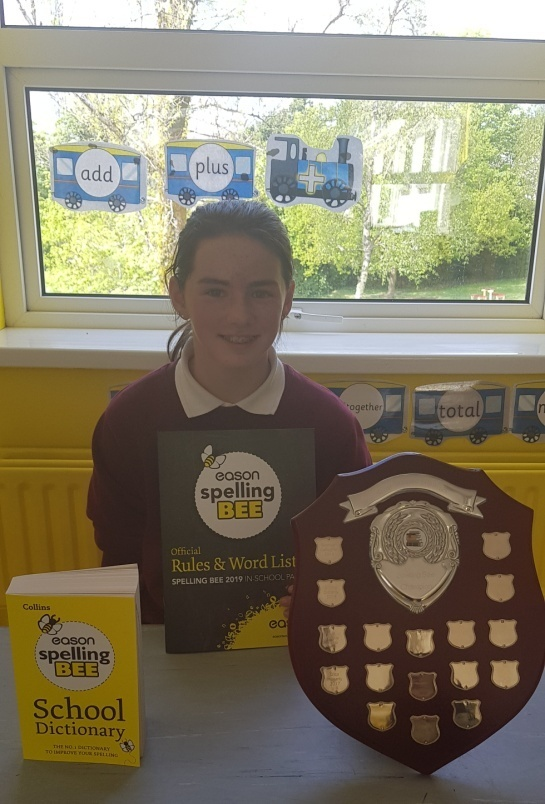 add
plus
together
total
eason
spelling
BEE
Official
Rules & Word List
SPELLING BEE 2019 IN-SCHOOL
Collins
eason
spelling
BEE
School
Dictionary
THE NO.1 DICTIONARY
TO IMPROVE YOUR SPELLING